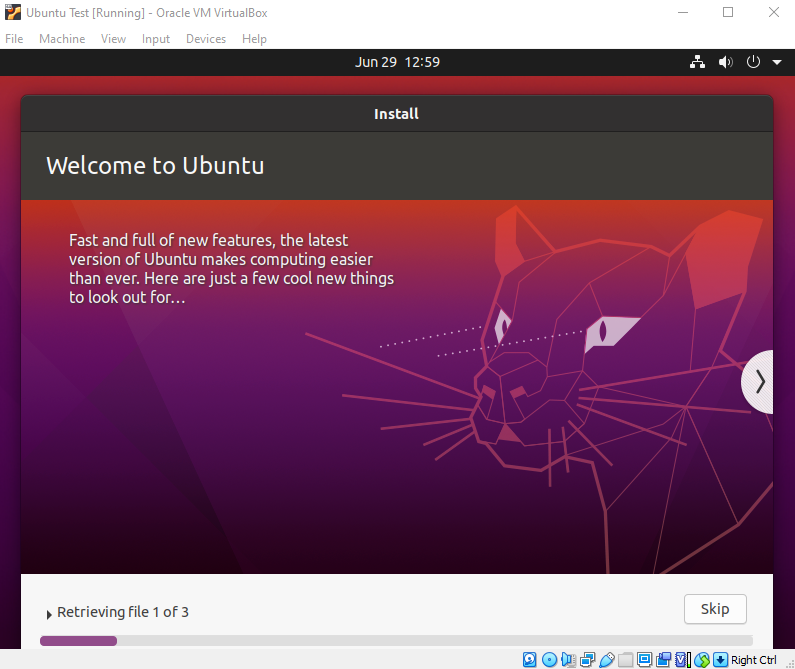 Ubuntu Test [Running] - Oracle VM VirtualBox
File Machine View Input Devices Help
Jun 29 12:59
Install
Welcome to Ubuntu
Fast and full of new features, the latest
version of Ubuntu makes computing easier
than ever. Here are just a few cool new things
to look out for…
Retrieving file 1 of 3
Skip
Right Ctrl